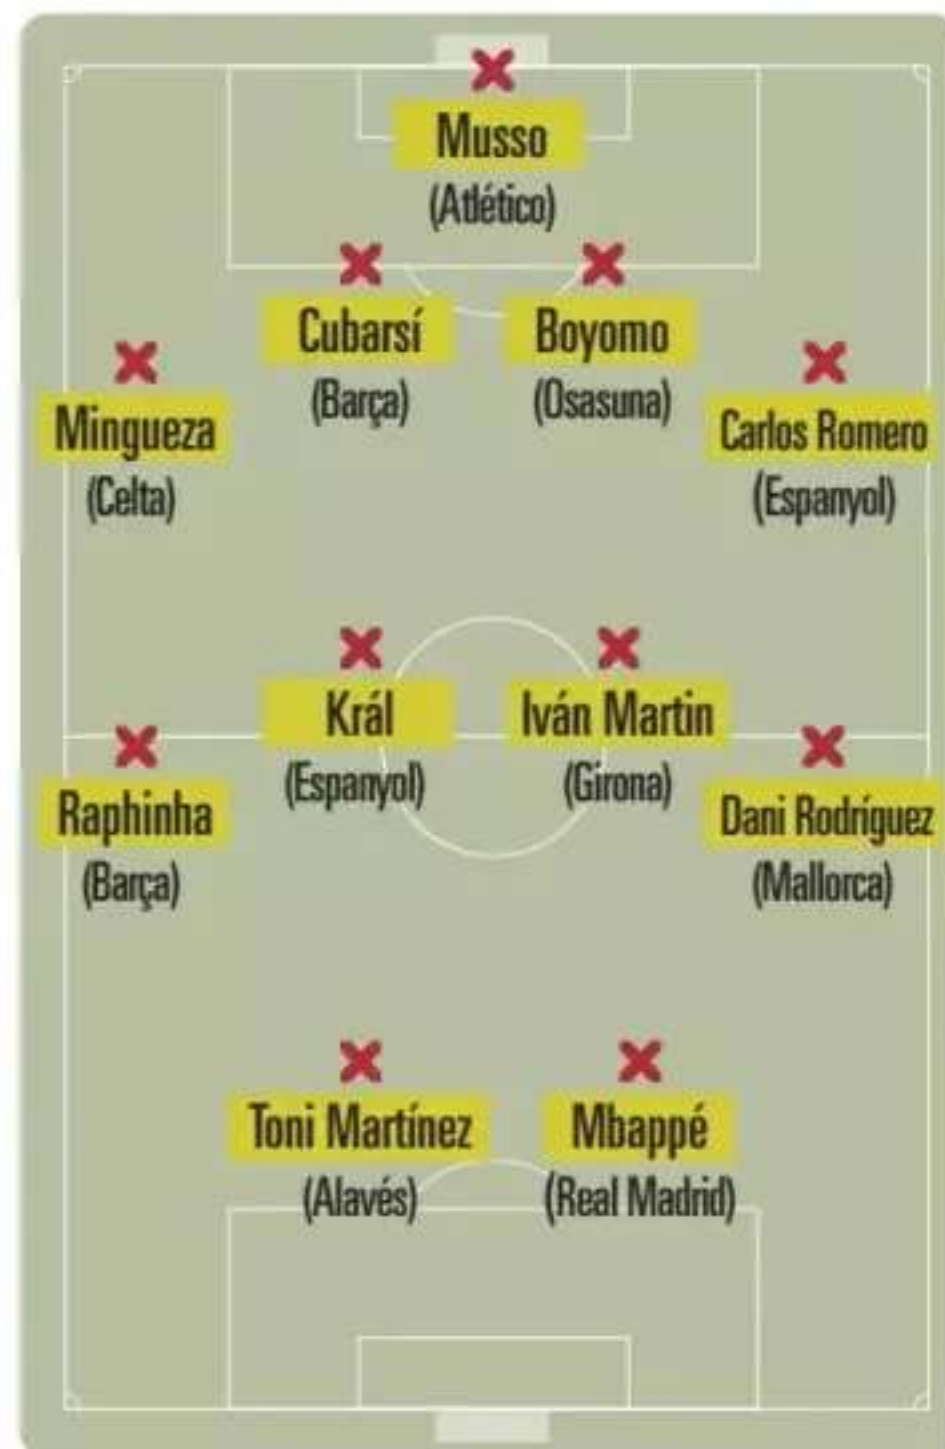 Musso
(Atlético)
Cubarsí
(Barça)
Boyomo
(Osasuna)
Mingueza
(Celta)
Carlos Romero
(Espanyol)
Král
(Espanyol)
Iván Martin
(Girona)
Raphinha
(Barça)
Dani Rodríguez
(Mallorca)
Toni Martínez
(Alavés)
Mbappé
(Real Madrid)